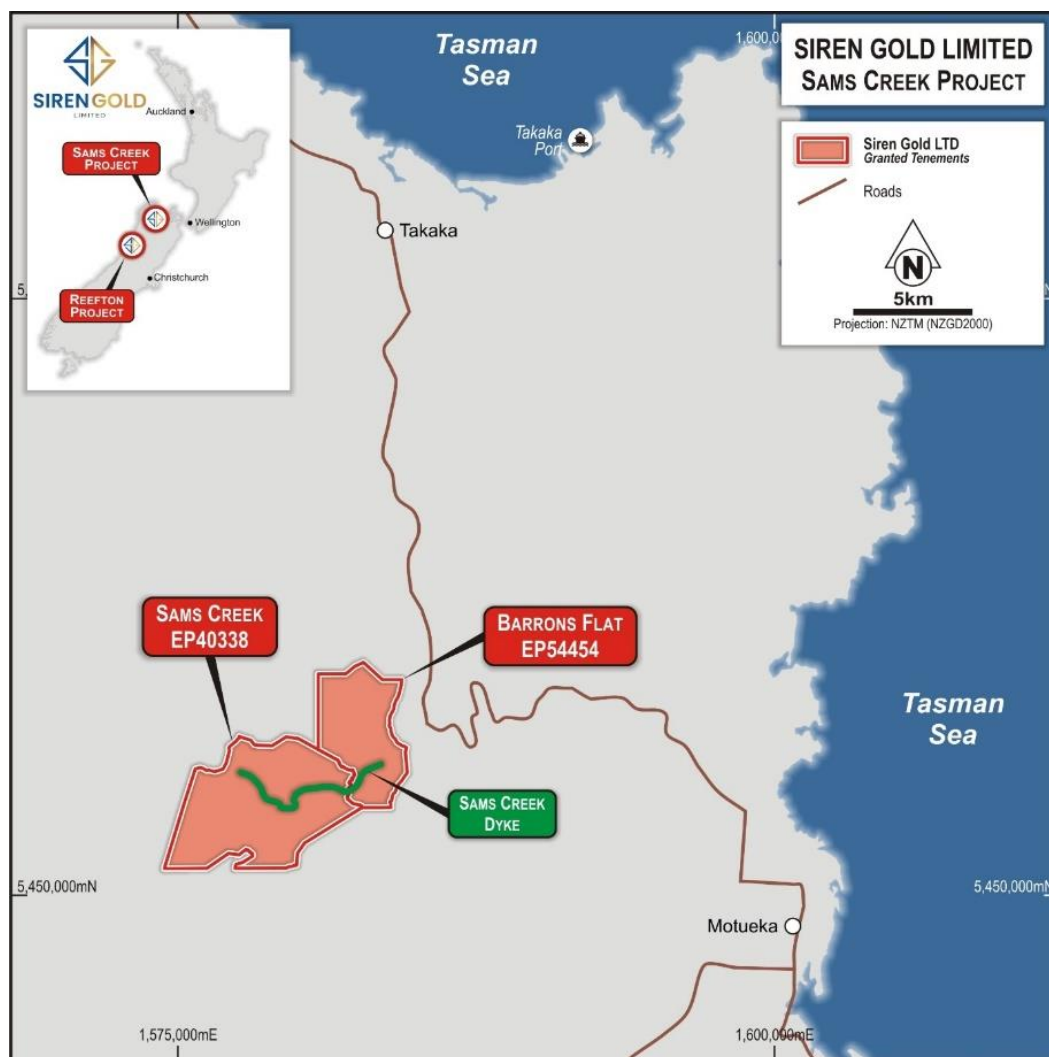 SIREN GOLD
LIMITED
Auckland
SAMS CREEK
PROJECT
Wellington
Christchurch
REEFTON
PROJECT
Tasman
Sea
Takaka
Port
1,600,00
SIREN GOLD LIMITED
SAMS CREEK PROJECT
Siren Gold LTD
Granted Tenements
Roads
N
5km
Projection: NZTM (NZGD2000)
Takaka
5,
SAMS CREEK
EP40338
BARRONS FLAT
EP54454
Tasman
Sea
SAMS CREEK
DYKE
5,450,000mN
5,450,000mN
Motueka
1,575,000mE
1,600,000mE